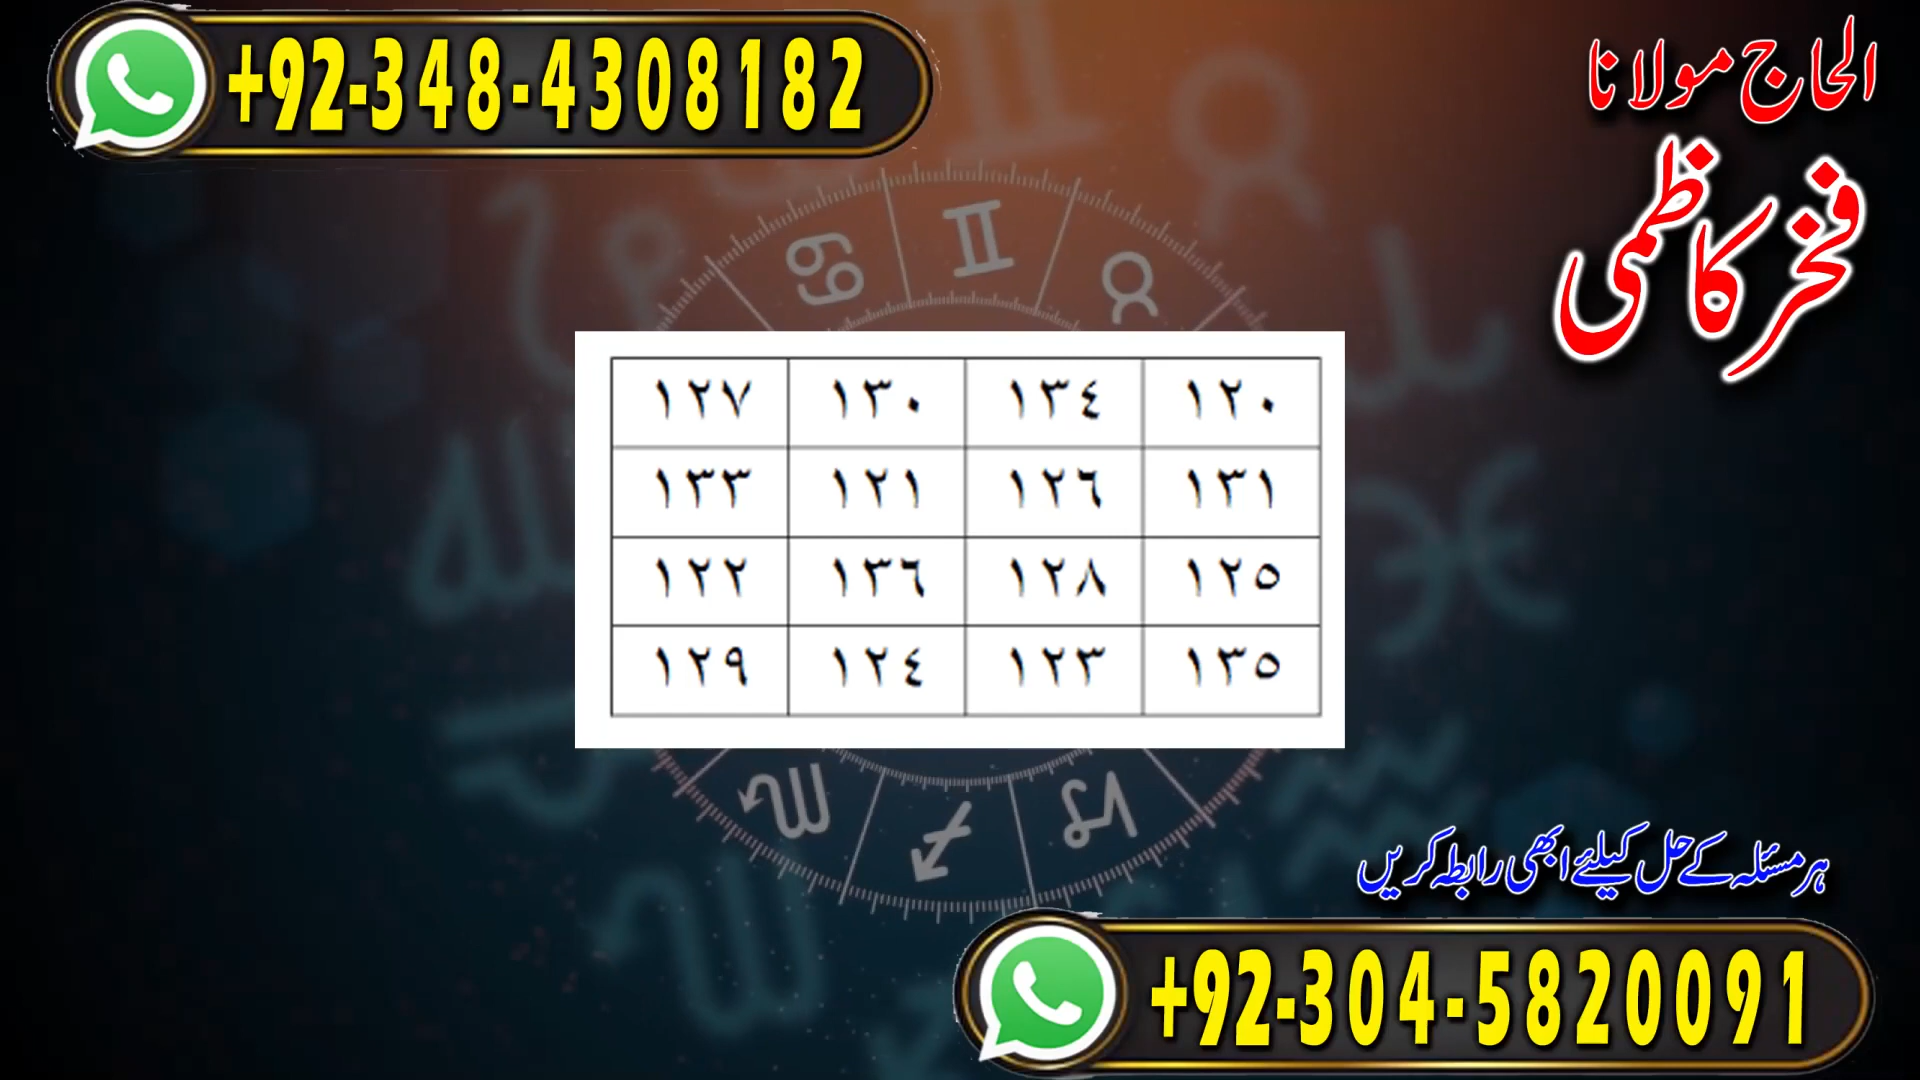 +92-348-4308182
الحاج مولانا
فخر کاظمی
١٢٧ ١٣٠ ١٣٤ ١٢٠
١٣٣ ١٢١ ١٢٦ ١٣١
١٢٢ ١٣٦ ١٢٨ ١٢٥
١٢٩ ١٢٤ ١٢٣ ١٣٥
ہر مسئلہ کے حل کیلئے ابھی رابطہ کریں
+92-304-5820091